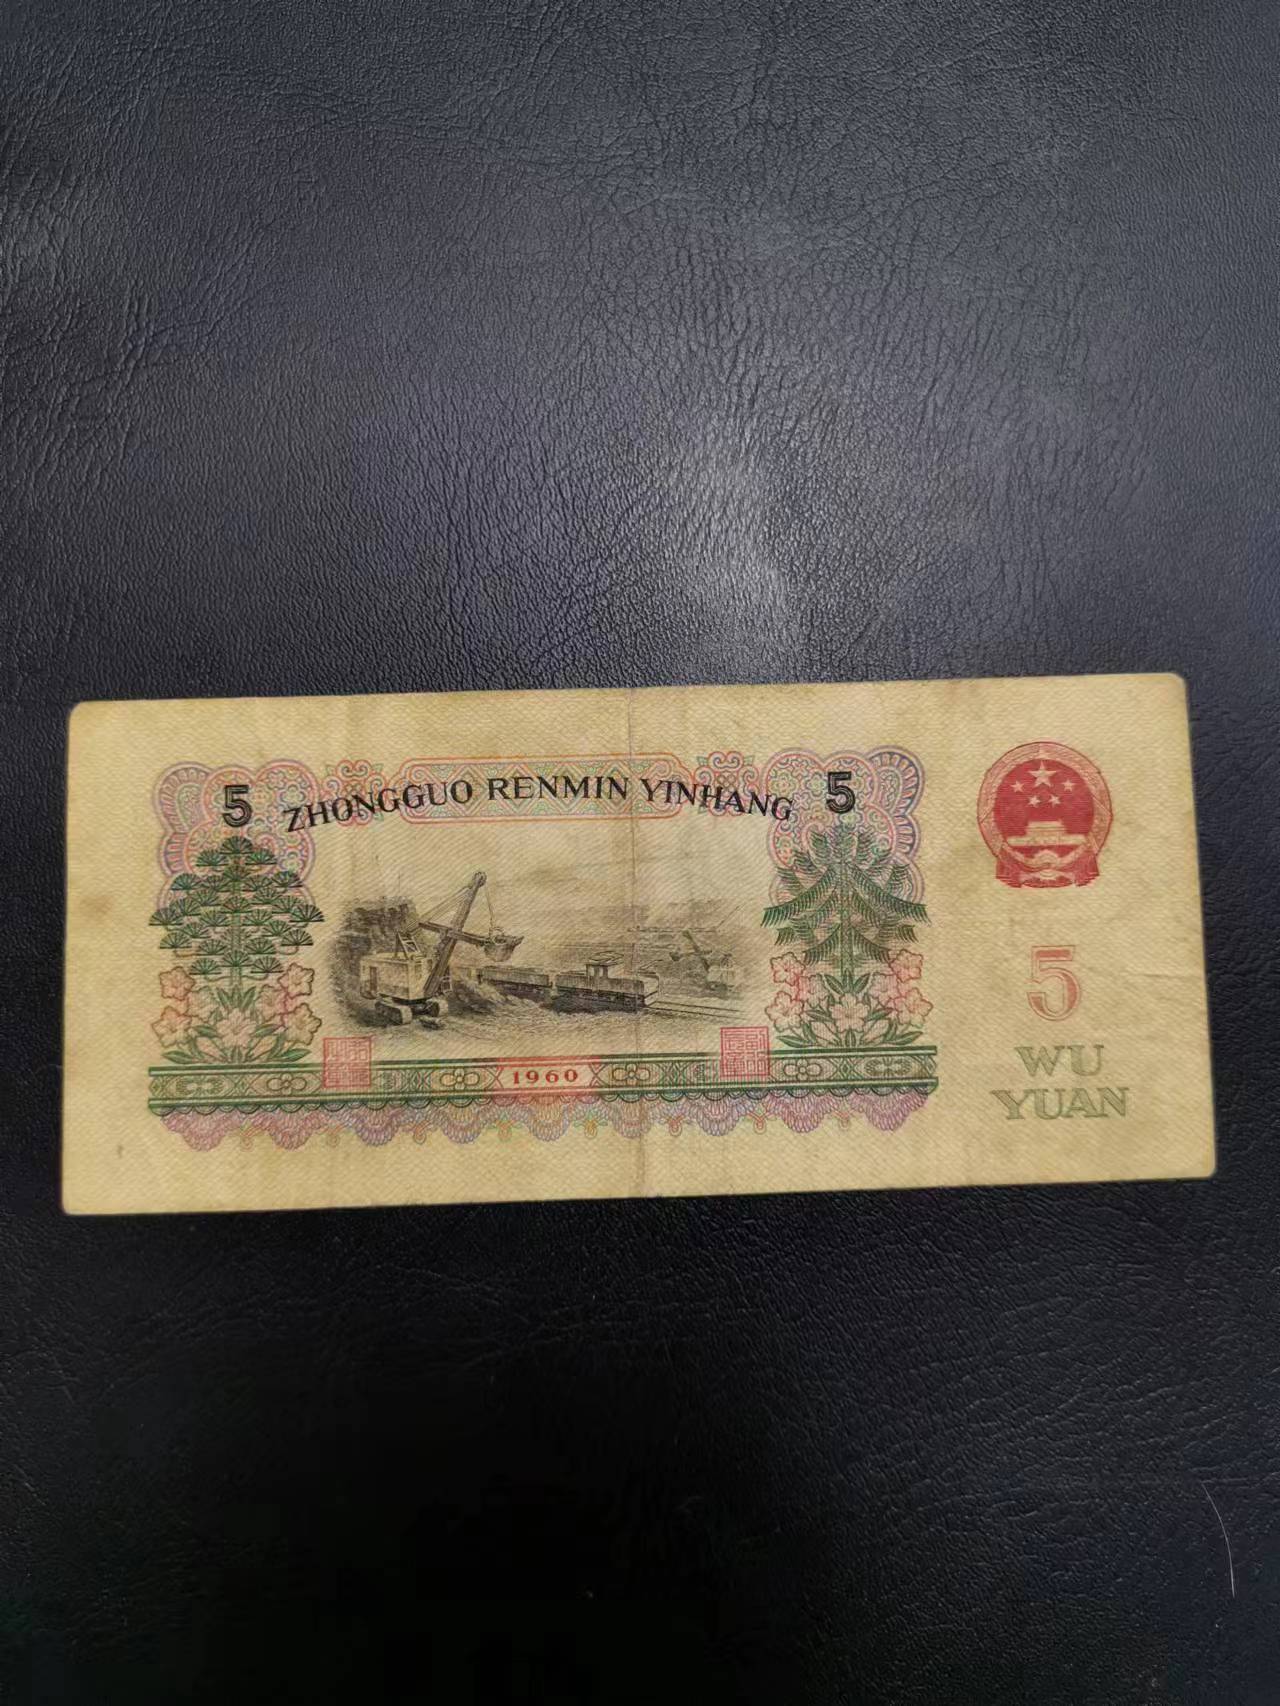 5 ZHONGGUO RENMIN YINHANG 5
1960
5
WU
YUAN